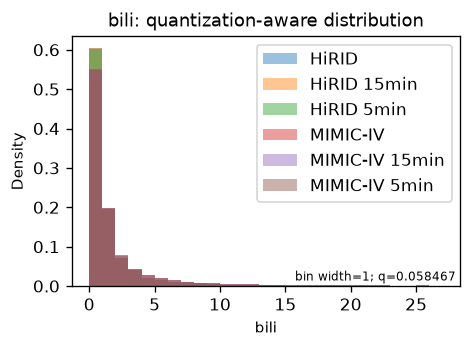 bili: quantization-aware distribution
Density
0.6
0.5
0.4
0.3
0.2
0.1
0.0
HiRID
HiRID 15min
HiRID 5min
MIMIC-IV
MIMIC-IV 15min
MIMIC-IV 5min
bin width=1; q=0.058467
0 5 10 15 20 25
bili